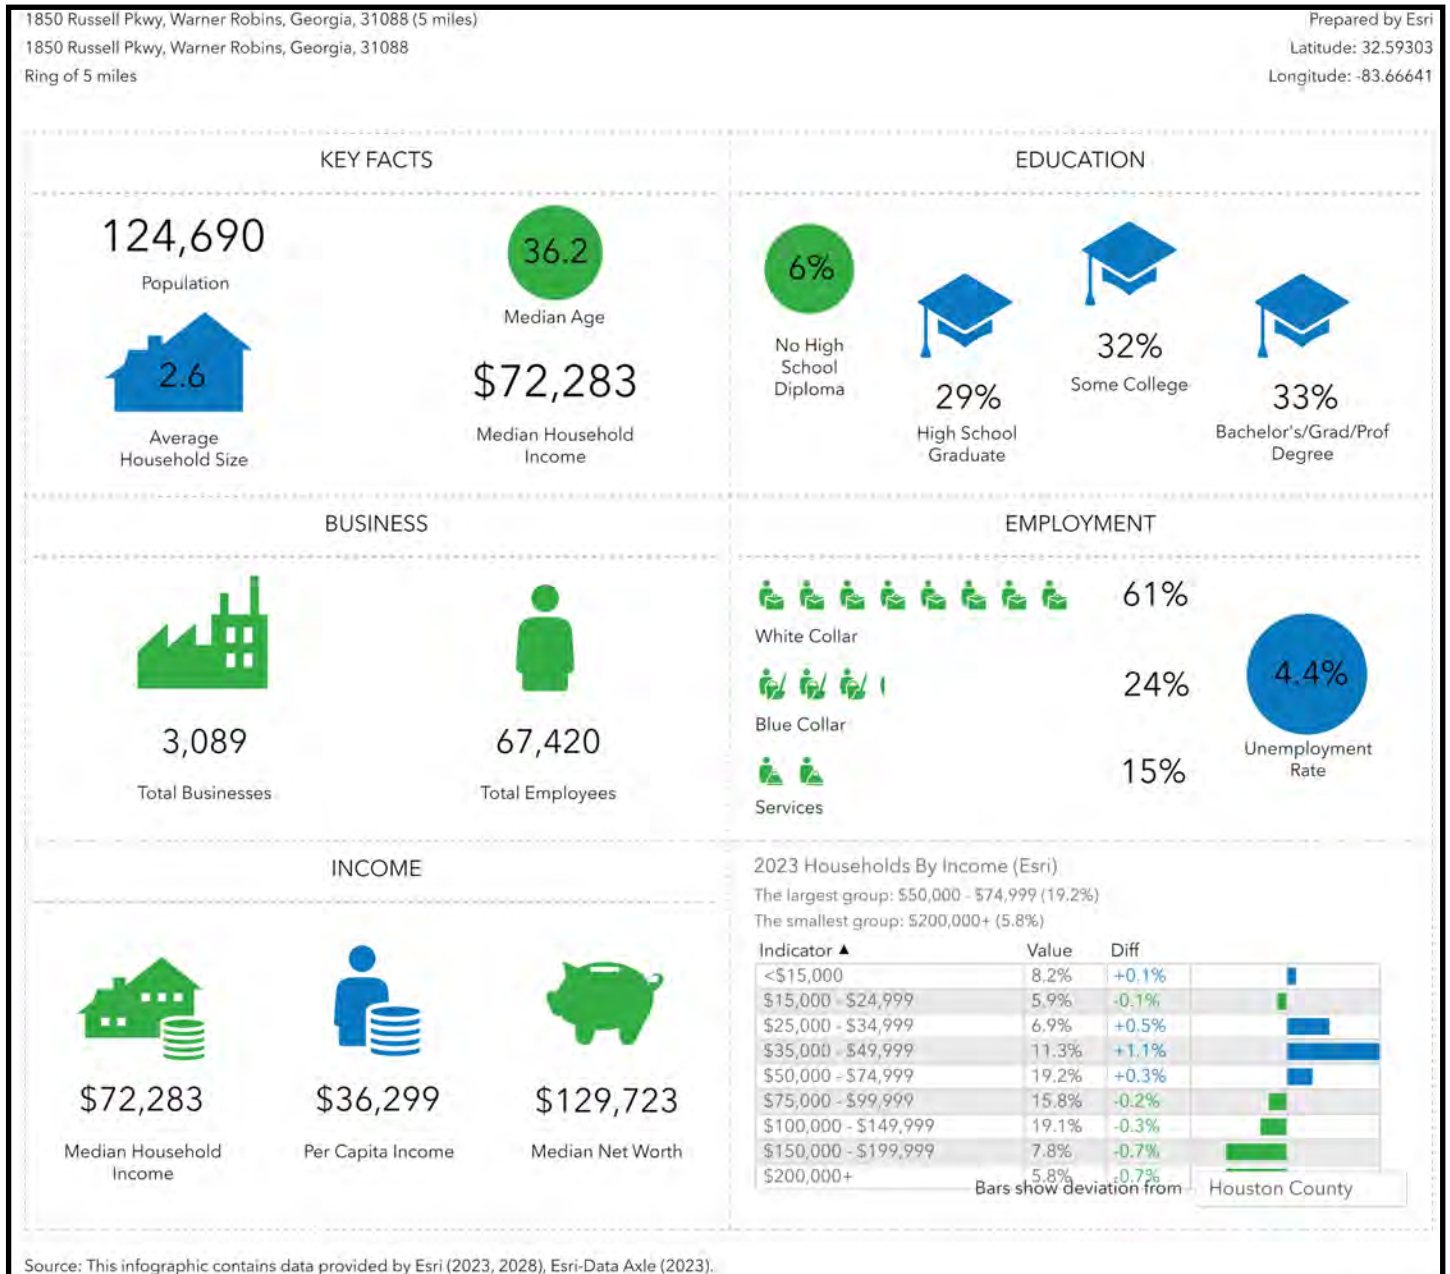 1850 Russell Pkwy, Warner Robins, Georgia, 31088 (5 miles)
1850 Russell Pkwy, Warner Robins, Georgia, 31088
Ring of 5 miles
Prepared by Esri
Latitude: 32.59303
Longitude: -83.66641
KEY FACTS
124,690
Population
36.2
Median Age
2.6
Average
Household Size
$72,283
Median Household
Income
EDUCATION
6%
No High
School
Diploma
29%
High School
Graduate
32%
Some College
33%
Bachelor's/Grad/Prof
Degree
BUSINESS
3,089
Total Businesses
67,420
Total Employees
EMPLOYMENT
61%
White Collar
24%
Blue Collar
15%
Services
4.4%
Unemployment
Rate
INCOME
$72,283
Median Household
Income
$36,299
Per Capita Income
$129,723
Median Net Worth
2023 Households By Income (Esri)
The largest group: $50,000 - $74,999 (19.2%)
The smallest group: $200,000+ (5.8%)
Indicator ▲ Value Diff
<$15,000 8.2% +0.1%
$15,000 - $24,999 5.9% -0.1%
$25,000 - $34,999 6.9% +0.5%
$35,000 - $49,999 11.3% +1.1%
$50,000 - $74,999 19.2% +0.3%
$75,000 - $99,999 15.8% -0.2%
$100,000 - $149,999 19.1% -0.3%
$150,000 - $199,999 7.8% -0.7%
$200,000+ 5.8% -0.7%
Bars show deviation from Houston County
Source: This infographic contains data provided by Esri (2023, 2028), Esri-Data Axle (2023).